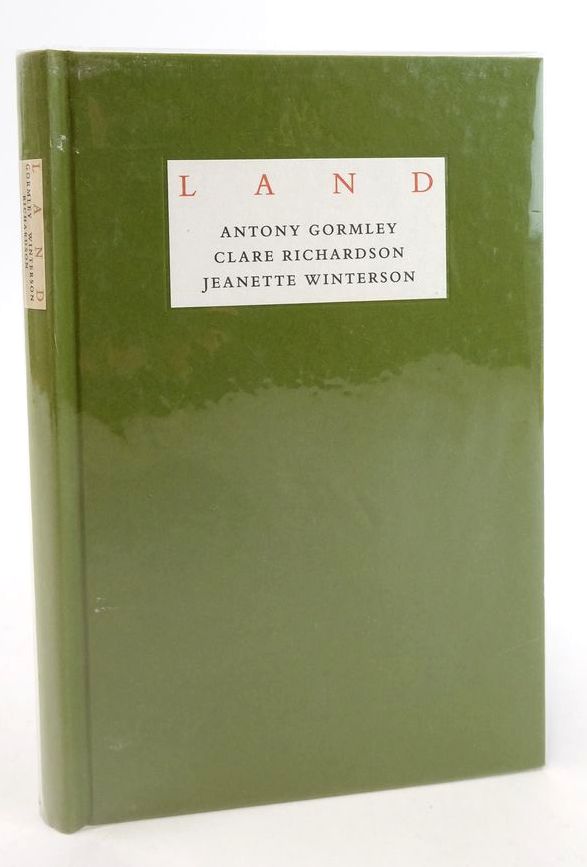 L A N D
ANTONY GORMLEY
CLARE RICHARDSON
JEANETTE WINTERSON
L A N D
GORMLEY WINTERSON
RICHARDSON